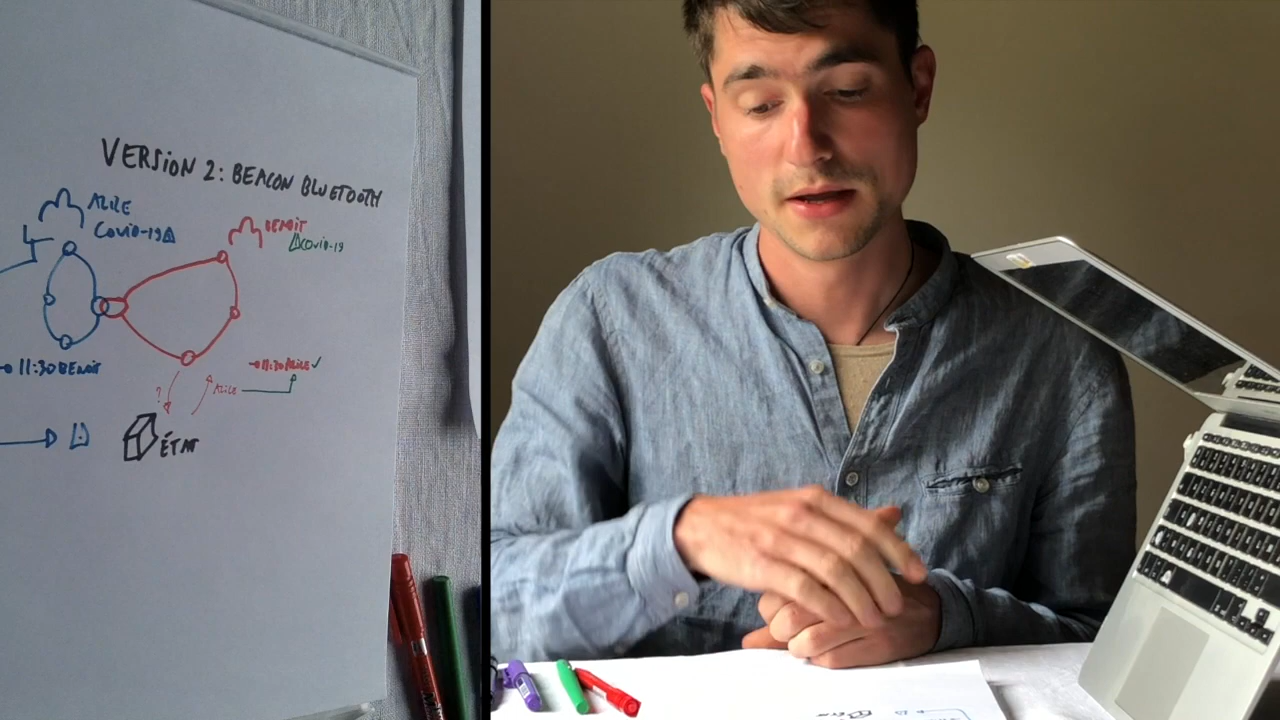 VERSION 2: BEACON BLUETOOTH
ALICE
COVID-19
BENOIT
COVID-19
→ 11:30 BENOIT
→ 11:30 ALICE ✓
?
ALICE
ÉTAT